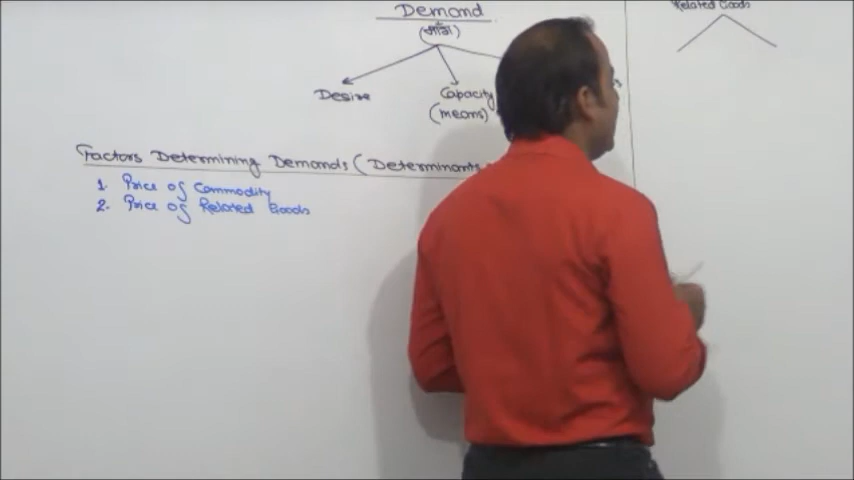 Demand
(माँग)
Related Goods
Desire
Capacity
(means)
Factors Determining Demands (Determinants
1. Price of Commodity
2. Price of Related Goods